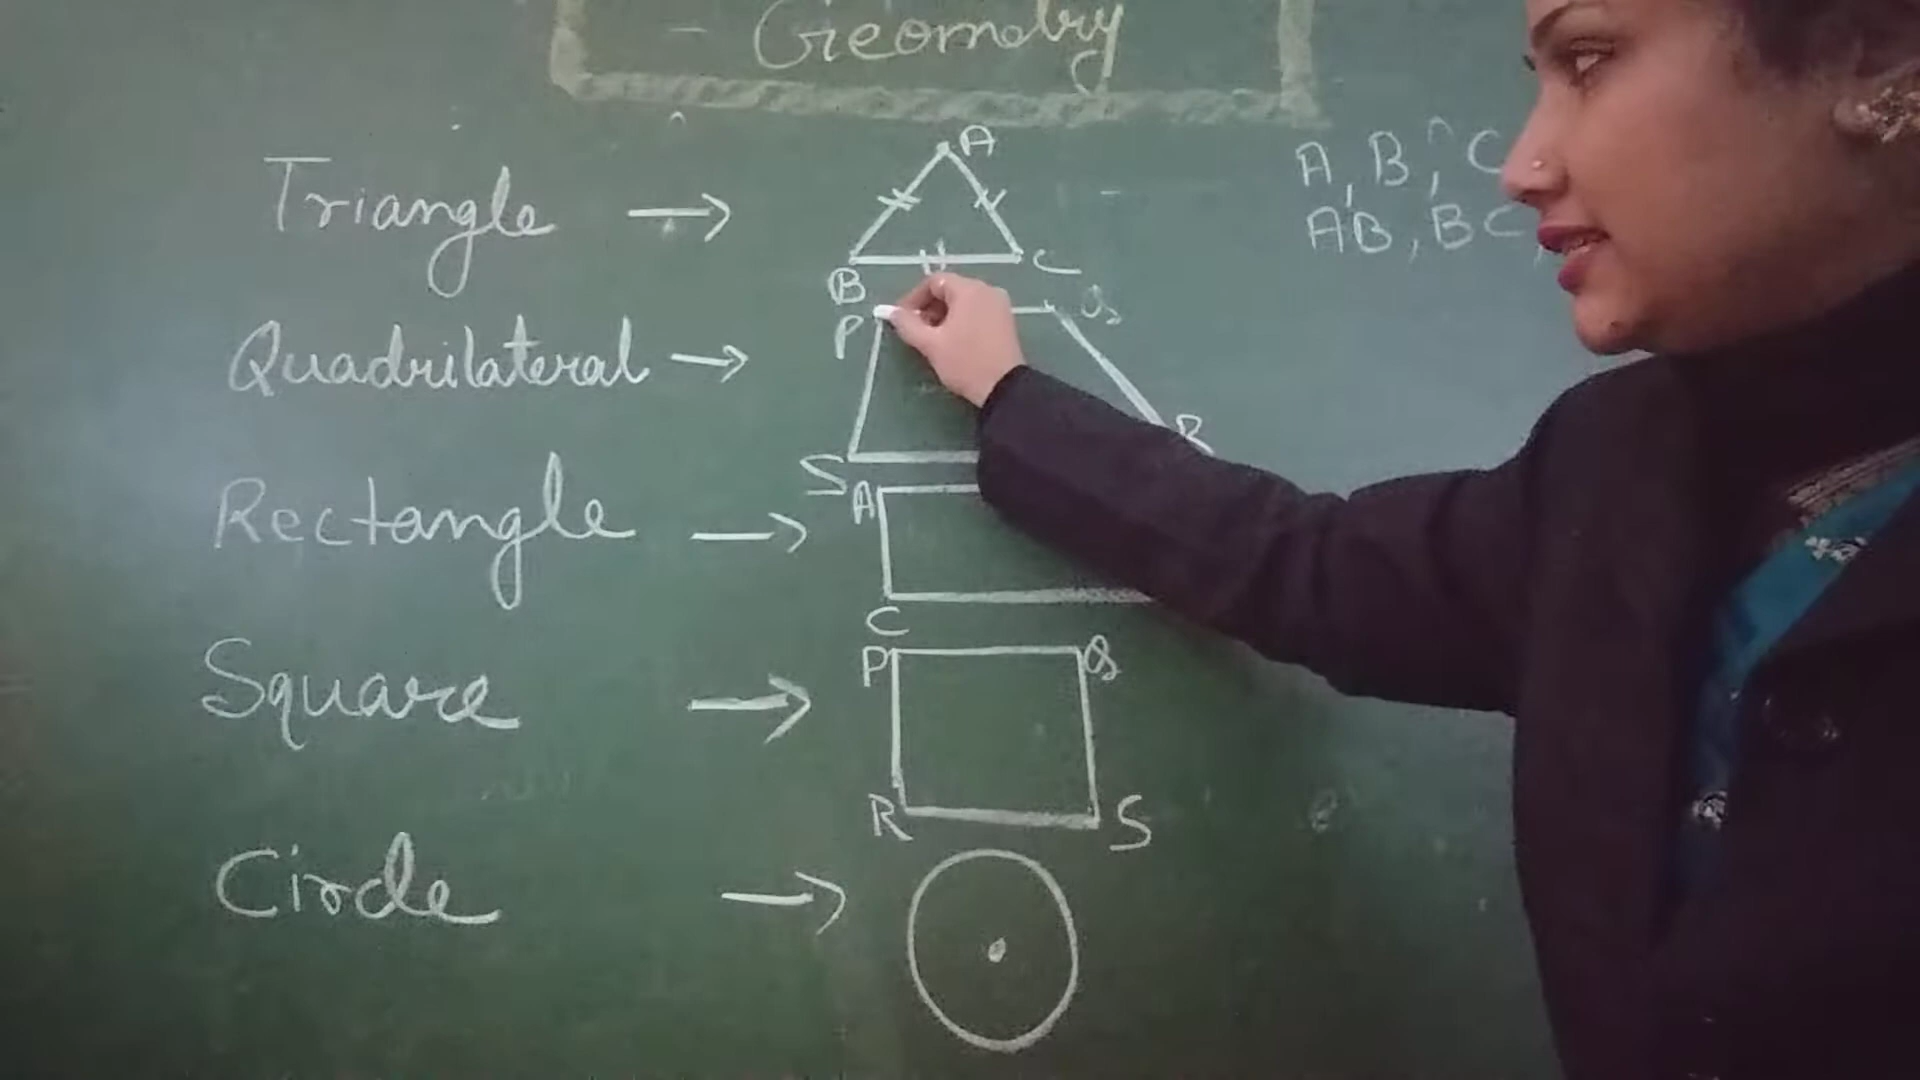 - Geometry
A
A, B, C
Triangle →
AB, BC
B C
P Q
Quadrilateral →
R
S
A
Rectangle →
C
P Q
Square →
R S
Circle →